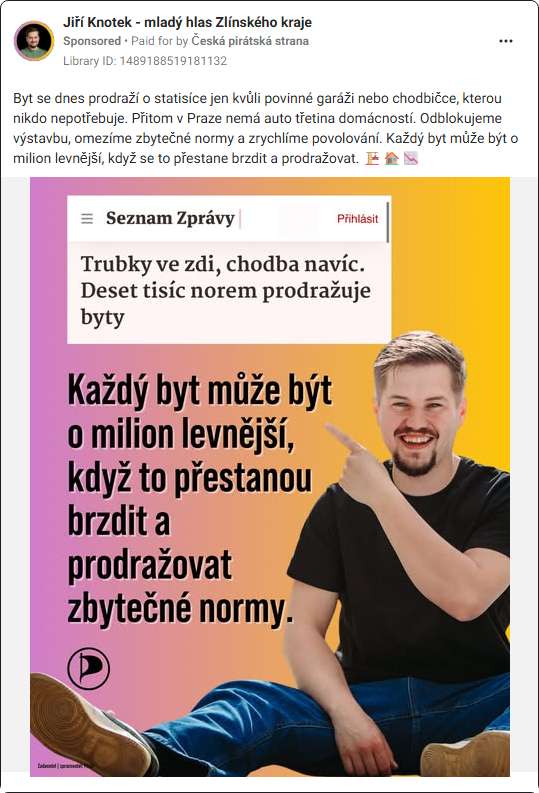 Jiří Knotek - mladý hlas Zlínského kraje
Sponsored • Paid for by Česká pirátská strana
Library ID: 1489188519181132
Byt se dnes prodraží o statisíce jen kvůli povinné garáži nebo chodbičce, kterou
nikdo nepotřebuje. Přitom v Praze nemá auto třetina domácností. Odblokujeme
výstavbu, omezíme zbytečné normy a zrychlíme povolování. Každý byt může být o
milion levnější, když se to přestane brzdit a prodražovat.
Seznam Zprávy
Přihlásit
Trubky ve zdi, chodba navíc.
Deset tisíc norem prodražuje
byty
Každý byt může být
o milion levnější,
když to přestanou
brzdit a
prodražovat
zbytečné normy.